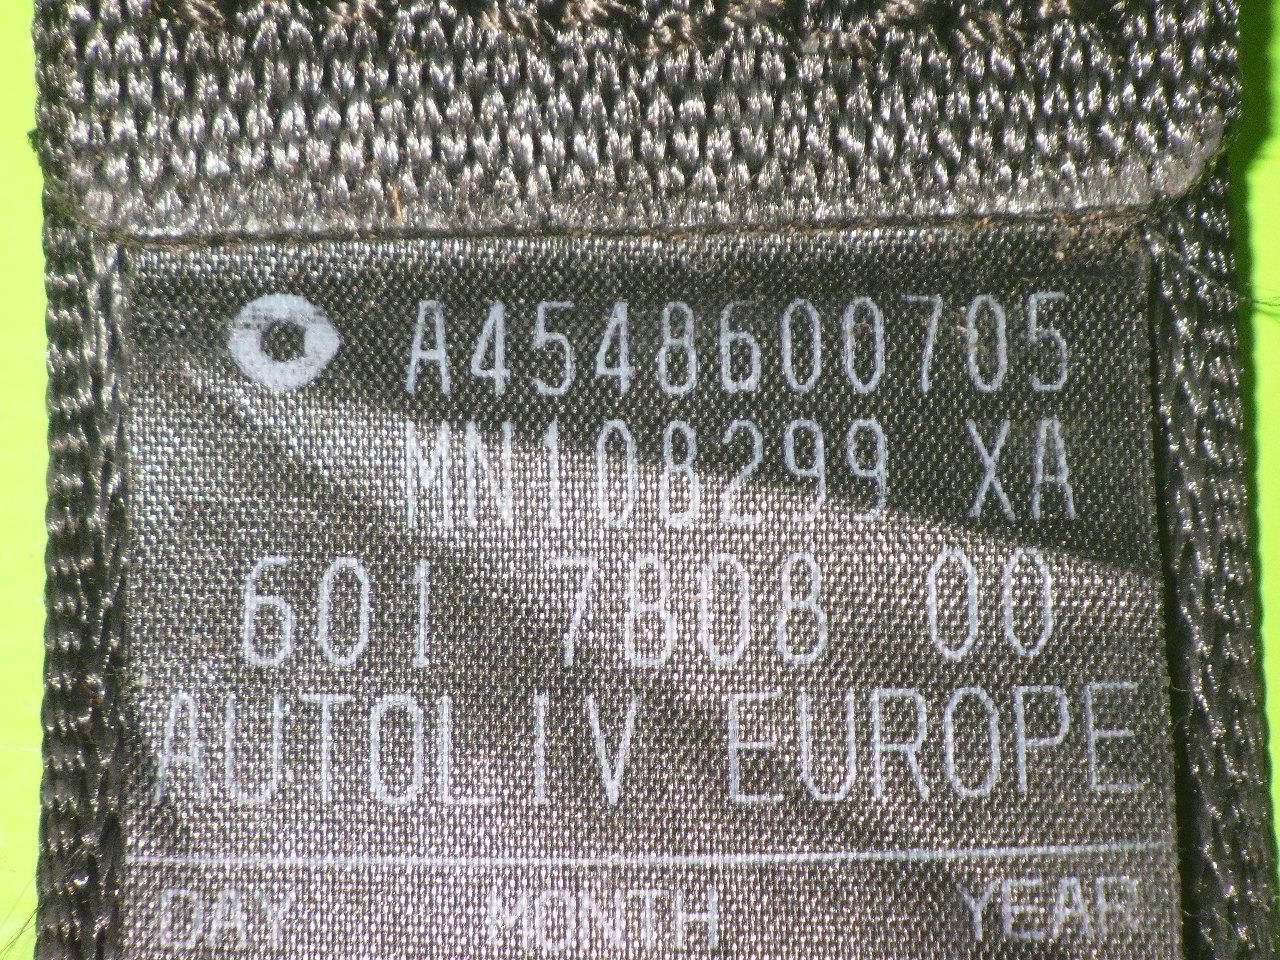 A4548600705
MN108299 XA
601 7808 00
AUTOLIV EUROPE
DAY MONTH YEAR